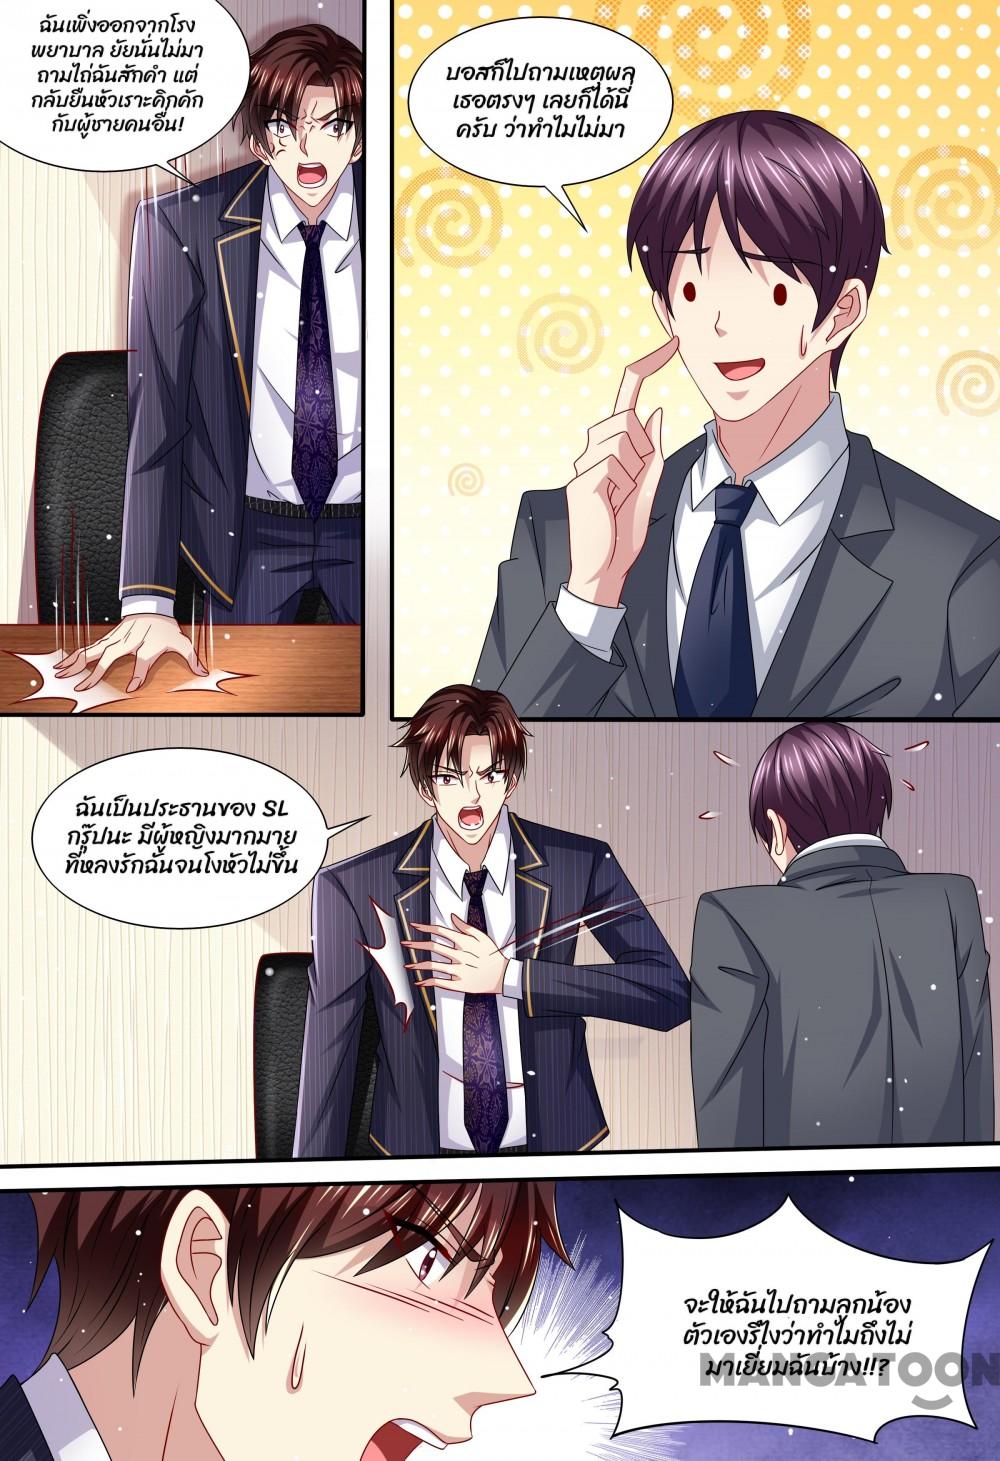 ฉันเพิ่งออกจากโรง
พยาบาล ยัยนั่นไม่มา
ถามไถ่ฉันสักคำ แต่
กลับยืนหัวเราะคิกคัก
กับผู้ชายคนอื่น!
บอสก็ไปถามเหตุผล
เธอตรงๆ เลยก็ได้นี่
ครับ ว่าทำไมไม่มา
ฉันเป็นประธานของ SL
กรุ๊ปนะ มีผู้หญิงมากมาย
ที่หลงรักฉันจนโงหัวไม่ขึ้น
จะให้ฉันไปถามลูกน้อง
ตัวเองรึไงว่าทำไมถึงไม่
มาเยี่ยมฉันบ้าง!!?
MANGATOON